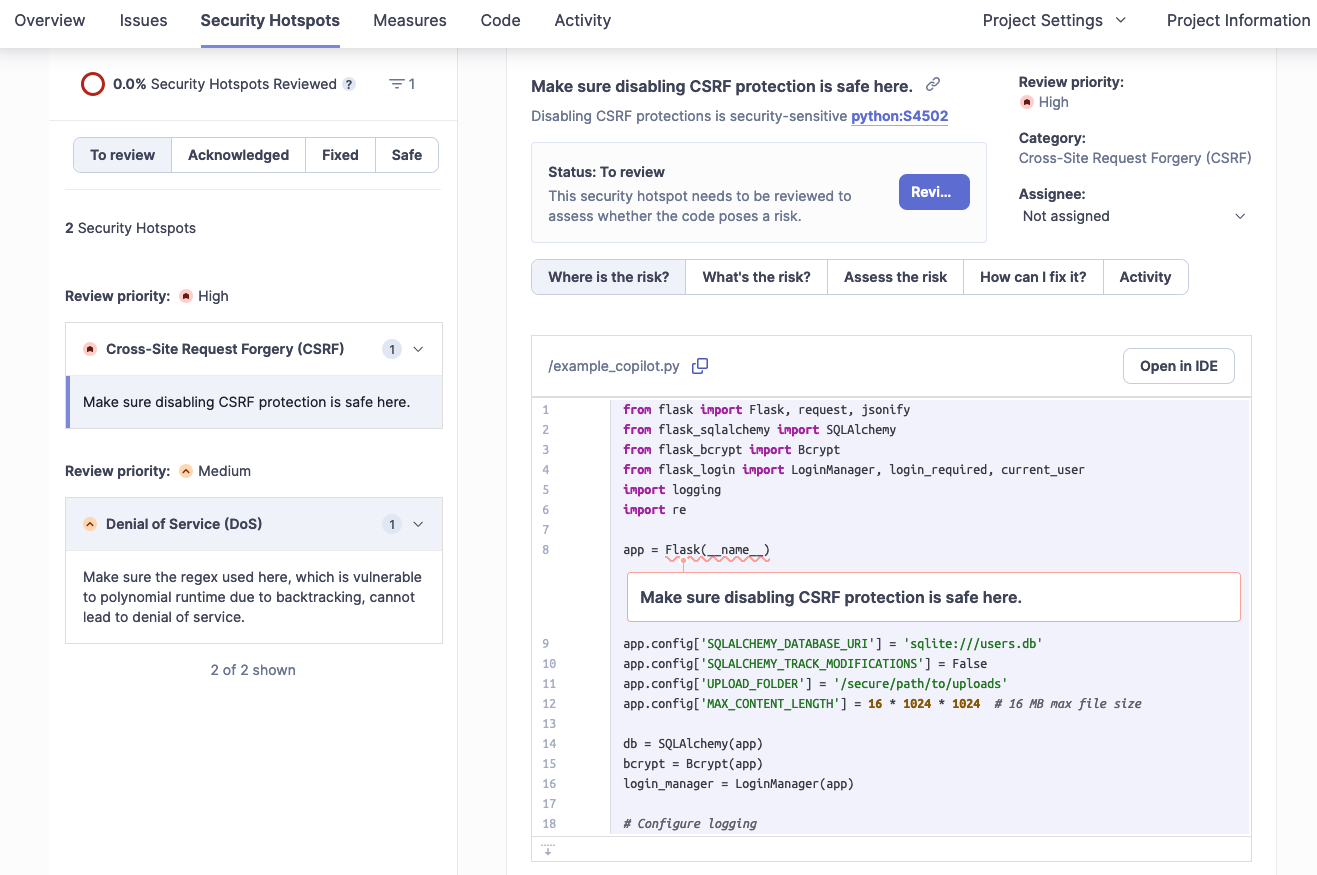 Overview Issues Security Hotspots Measures Code Activity Project Settings Project Information
0.0% Security Hotspots Reviewed ? 1
To review Acknowledged Fixed Safe
2 Security Hotspots
Review priority: High
Cross-Site Request Forgery (CSRF) 1
Make sure disabling CSRF protection is safe here.
Review priority: Medium
Denial of Service (DoS) 1
Make sure the regex used here, which is vulnerable
to polynomial runtime due to backtracking, cannot
lead to denial of service.
2 of 2 shown
Make sure disabling CSRF protection is safe here.
Disabling CSRF protections is security-sensitive python:S4502
Status: To review
This security hotspot needs to be reviewed to
assess whether the code poses a risk.
Revi...
Review priority:
High
Category:
Cross-Site Request Forgery (CSRF)
Assignee:
Not assigned
Where is the risk? What's the risk? Assess the risk How can I fix it? Activity
/example_copilot.py Open in IDE
1 from flask import Flask, request, jsonify
2 from flask_sqlalchemy import SQLAlchemy
3 from flask_bcrypt import Bcrypt
4 from flask_login import LoginManager, login_required, current_user
5 import logging
6 import re
7
8 app = Flask(__name__)
Make sure disabling CSRF protection is safe here.
9 app.config['SQLALCHEMY_DATABASE_URI'] = 'sqlite:///users.db'
10 app.config['SQLALCHEMY_TRACK_MODIFICATIONS'] = False
11 app.config['UPLOAD_FOLDER'] = '/secure/path/to/uploads'
12 app.config['MAX_CONTENT_LENGTH'] = 16 * 1024 * 1024 # 16 MB max file size
13
14 db = SQLAlchemy(app)
15 bcrypt = Bcrypt(app)
16 login_manager = LoginManager(app)
17
18 # Configure logging